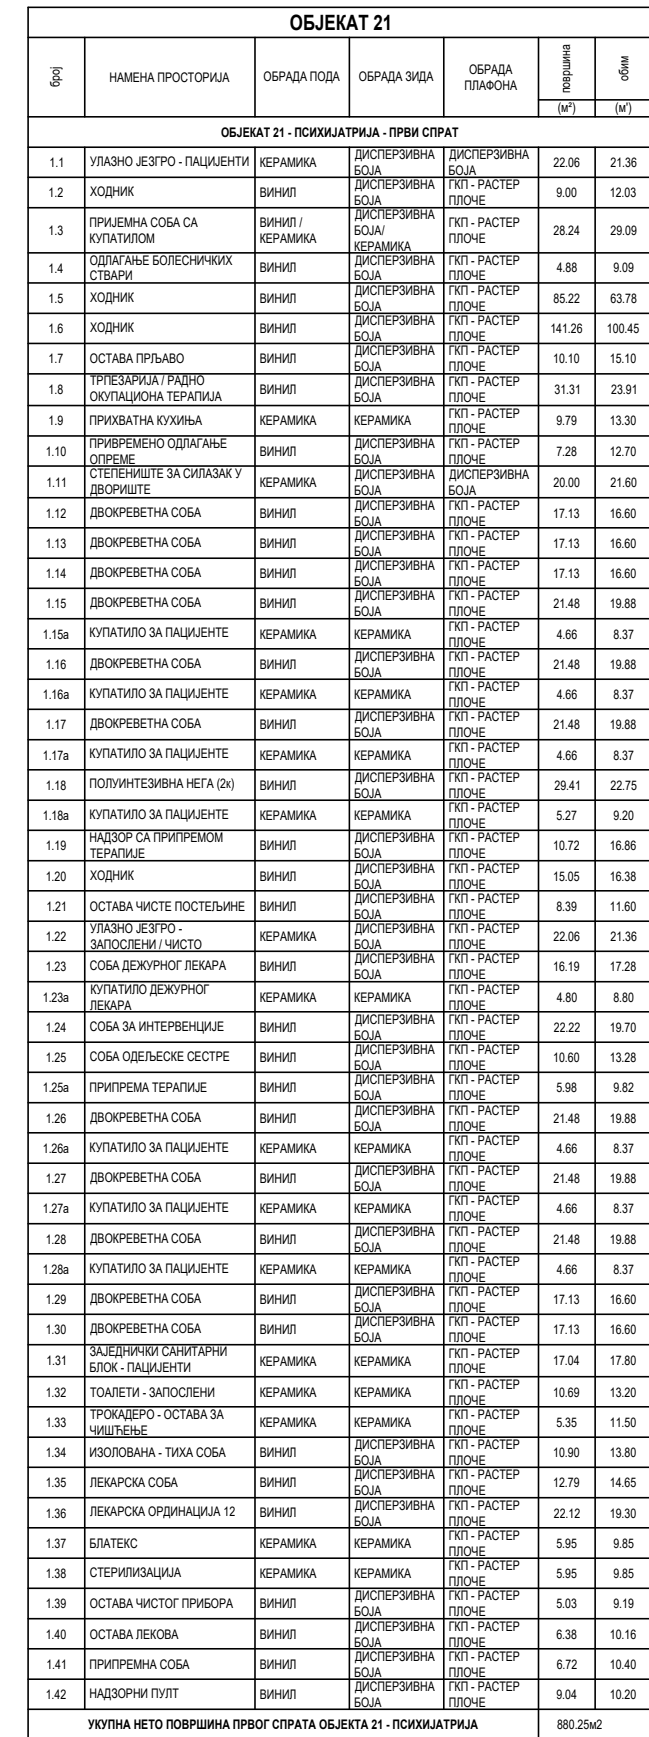 ОБЈЕКАТ 21
број НАМЕНА ПРОСТОРИЈА ОБРАДА ПОДА ОБРАДА ЗИДА ОБРАДА ПЛАФОНА површина обим
(м²) (м')
ОБЈЕКАТ 21 - ПСИХИЈАТРИЈА - ПРВИ СПРАТ
1.1 УЛАЗНО ЈЕЗГРО - ПАЦИЈЕНТИ КЕРАМИКА ДИСПЕРЗИВНА БОЈА ДИСПЕРЗИВНА БОЈА 22.06 21.36
1.2 ХОДНИК ВИНИЛ ДИСПЕРЗИВНА БОЈА ГКП - РАСТЕР ПЛОЧЕ 9.00 12.03
1.3 ПРИЈЕМНА СОБА СА КУПАТИЛОМ ВИНИЛ / КЕРАМИКА ДИСПЕРЗИВНА БОЈА/ КЕРАМИКА ГКП - РАСТЕР ПЛОЧЕ 28.24 29.09
1.4 ОДЛАГАЊЕ БОЛЕСНИЧКИХ СТВАРИ ВИНИЛ ДИСПЕРЗИВНА БОЈА ГКП - РАСТЕР ПЛОЧЕ 4.88 9.09
1.5 ХОДНИК ВИНИЛ ДИСПЕРЗИВНА БОЈА ГКП - РАСТЕР ПЛОЧЕ 85.22 63.78
1.6 ХОДНИК ВИНИЛ ДИСПЕРЗИВНА БОЈА ГКП - РАСТЕР ПЛОЧЕ 141.26 100.45
1.7 ОСТАВА ПРЉАВО ВИНИЛ ДИСПЕРЗИВНА БОЈА ГКП - РАСТЕР ПЛОЧЕ 10.10 15.10
1.8 ТРПЕЗАРИЈА / РАДНО ОКУПАЦИОНА ТЕРАПИЈА ВИНИЛ ДИСПЕРЗИВНА БОЈА ГКП - РАСТЕР ПЛОЧЕ 31.31 23.91
1.9 ПРИХВАТНА КУХИЊА КЕРАМИКА КЕРАМИКА ГКП - РАСТЕР ПЛОЧЕ 9.79 13.30
1.10 ПРИВРЕМЕНО ОДЛАГАЊЕ ОПРЕМЕ ВИНИЛ ДИСПЕРЗИВНА БОЈА ГКП - РАСТЕР ПЛОЧЕ 7.28 12.70
1.11 СТЕПЕНИШТЕ ЗА СИЛАЗАК У ДВОРИШТЕ КЕРАМИКА ДИСПЕРЗИВНА БОЈА ДИСПЕРЗИВНА БОЈА 20.00 21.60
1.12 ДВОКРЕВЕТНА СОБА ВИНИЛ ДИСПЕРЗИВНА БОЈА ГКП - РАСТЕР ПЛОЧЕ 17.13 16.60
1.13 ДВОКРЕВЕТНА СОБА ВИНИЛ ДИСПЕРЗИВНА БОЈА ГКП - РАСТЕР ПЛОЧЕ 17.13 16.60
1.14 ДВОКРЕВЕТНА СОБА ВИНИЛ ДИСПЕРЗИВНА БОЈА ГКП - РАСТЕР ПЛОЧЕ 17.13 16.60
1.15 ДВОКРЕВЕТНА СОБА ВИНИЛ ДИСПЕРЗИВНА БОЈА ГКП - РАСТЕР ПЛОЧЕ 21.48 19.88
1.15а КУПАТИЛО ЗА ПАЦИЈЕНТЕ КЕРАМИКА КЕРАМИКА ГКП - РАСТЕР ПЛОЧЕ 4.66 8.37
1.16 ДВОКРЕВЕТНА СОБА ВИНИЛ ДИСПЕРЗИВНА БОЈА ГКП - РАСТЕР ПЛОЧЕ 21.48 19.88
1.16а КУПАТИЛО ЗА ПАЦИЈЕНТЕ КЕРАМИКА КЕРАМИКА ГКП - РАСТЕР ПЛОЧЕ 4.66 8.37
1.17 ДВОКРЕВЕТНА СОБА ВИНИЛ ДИСПЕРЗИВНА БОЈА ГКП - РАСТЕР ПЛОЧЕ 21.48 19.88
1.17а КУПАТИЛО ЗА ПАЦИЈЕНТЕ КЕРАМИКА КЕРАМИКА ГКП - РАСТЕР ПЛОЧЕ 4.66 8.37
1.18 ПОЛУИНТЕЗИВНА НЕГА (2к) ВИНИЛ ДИСПЕРЗИВНА БОЈА ГКП - РАСТЕР ПЛОЧЕ 29.41 22.75
1.18а КУПАТИЛО ЗА ПАЦИЈЕНТЕ КЕРАМИКА КЕРАМИКА ГКП - РАСТЕР ПЛОЧЕ 5.27 9.20
1.19 НАДЗОР СА ПРИПРЕМОМ ТЕРАПИЈЕ ВИНИЛ ДИСПЕРЗИВНА БОЈА ГКП - РАСТЕР ПЛОЧЕ 10.72 16.86
1.20 ХОДНИК ВИНИЛ ДИСПЕРЗИВНА БОЈА ГКП - РАСТЕР ПЛОЧЕ 15.05 16.38
1.21 ОСТАВА ЧИСТЕ ПОСТЕЉИНЕ ВИНИЛ ДИСПЕРЗИВНА БОЈА ГКП - РАСТЕР ПЛОЧЕ 8.39 11.60
1.22 УЛАЗНО ЈЕЗГРО - ЗАПОСЛЕНИ / ЧИСТО КЕРАМИКА ДИСПЕРЗИВНА БОЈА ГКП - РАСТЕР ПЛОЧЕ 22.06 21.36
1.23 СОБА ДЕЖУРНОГ ЛЕКАРА ВИНИЛ ДИСПЕРЗИВНА БОЈА ГКП - РАСТЕР ПЛОЧЕ 16.19 17.28
1.23а КУПАТИЛО ДЕЖУРНОГ ЛЕКАРА КЕРАМИКА КЕРАМИКА ГКП - РАСТЕР ПЛОЧЕ 4.80 8.80
1.24 СОБА ЗА ИНТЕРВЕНЦИЈЕ ВИНИЛ ДИСПЕРЗИВНА БОЈА ГКП - РАСТЕР ПЛОЧЕ 22.22 19.70
1.25 СОБА ОДЕЉЕСКЕ СЕСТРЕ ВИНИЛ ДИСПЕРЗИВНА БОЈА ГКП - РАСТЕР ПЛОЧЕ 10.60 13.28
1.25а ПРИПРЕМА ТЕРАПИЈЕ ВИНИЛ ДИСПЕРЗИВНА БОЈА ГКП - РАСТЕР ПЛОЧЕ 5.98 9.82
1.26 ДВОКРЕВЕТНА СОБА ВИНИЛ ДИСПЕРЗИВНА БОЈА ГКП - РАСТЕР ПЛОЧЕ 21.48 19.88
1.26а КУПАТИЛО ЗА ПАЦИЈЕНТЕ КЕРАМИКА КЕРАМИКА ГКП - РАСТЕР ПЛОЧЕ 4.66 8.37
1.27 ДВОКРЕВЕТНА СОБА ВИНИЛ ДИСПЕРЗИВНА БОЈА ГКП - РАСТЕР ПЛОЧЕ 21.48 19.88
1.27а КУПАТИЛО ЗА ПАЦИЈЕНТЕ КЕРАМИКА КЕРАМИКА ГКП - РАСТЕР ПЛОЧЕ 4.66 8.37
1.28 ДВОКРЕВЕТНА СОБА ВИНИЛ ДИСПЕРЗИВНА БОЈА ГКП - РАСТЕР ПЛОЧЕ 21.48 19.88
1.28а КУПАТИЛО ЗА ПАЦИЈЕНТЕ КЕРАМИКА КЕРАМИКА ГКП - РАСТЕР ПЛОЧЕ 4.66 8.37
1.29 ДВОКРЕВЕТНА СОБА ВИНИЛ ДИСПЕРЗИВНА БОЈА ГКП - РАСТЕР ПЛОЧЕ 17.13 16.60
1.30 ДВОКРЕВЕТНА СОБА ВИНИЛ ДИСПЕРЗИВНА БОЈА ГКП - РАСТЕР ПЛОЧЕ 17.13 16.60
1.31 ЗАЈЕДНИЧКИ САНИТАРНИ БЛОК - ПАЦИЈЕНТИ КЕРАМИКА КЕРАМИКА ГКП - РАСТЕР ПЛОЧЕ 17.04 17.80
1.32 ТОАЛЕТИ - ЗАПОСЛЕНИ КЕРАМИКА КЕРАМИКА ГКП - РАСТЕР ПЛОЧЕ 10.69 13.20
1.33 ТРОКАДЕРО - ОСТАВА ЗА ЧИШЋЕЊЕ КЕРАМИКА КЕРАМИКА ГКП - РАСТЕР ПЛОЧЕ 5.35 11.50
1.34 ИЗОЛОВАНА - ТИХА СОБА ВИНИЛ ДИСПЕРЗИВНА БОЈА ГКП - РАСТЕР ПЛОЧЕ 10.90 13.80
1.35 ЛЕКАРСКА СОБА ВИНИЛ ДИСПЕРЗИВНА БОЈА ГКП - РАСТЕР ПЛОЧЕ 12.79 14.65
1.36 ЛЕКАРСКА ОРДИНАЦИЈА 12 ВИНИЛ ДИСПЕРЗИВНА БОЈА ГКП - РАСТЕР ПЛОЧЕ 22.12 19.30
1.37 БЛАТЕКС КЕРАМИКА КЕРАМИКА ГКП - РАСТЕР ПЛОЧЕ 5.95 9.85
1.38 СТЕРИЛИЗАЦИЈА КЕРАМИКА КЕРАМИКА ГКП - РАСТЕР ПЛОЧЕ 5.95 9.85
1.39 ОСТАВА ЧИСТОГ ПРИБОРА ВИНИЛ ДИСПЕРЗИВНА БОЈА ГКП - РАСТЕР ПЛОЧЕ 5.03 9.19
1.40 ОСТАВА ЛЕКОВА ВИНИЛ ДИСПЕРЗИВНА БОЈА ГКП - РАСТЕР ПЛОЧЕ 6.38 10.16
1.41 ПРИПРЕМНА СОБА ВИНИЛ ДИСПЕРЗИВНА БОЈА ГКП - РАСТЕР ПЛОЧЕ 6.72 10.40
1.42 НАДЗОРНИ ПУЛТ ВИНИЛ ДИСПЕРЗИВНА БОЈА ГКП - РАСТЕР ПЛОЧЕ 9.04 10.20
УКУПНА НЕТО ПОВРШИНА ПРВОГ СПРАТА ОБЈЕКТА 21 - ПСИХИЈАТРИЈА 880.25м2